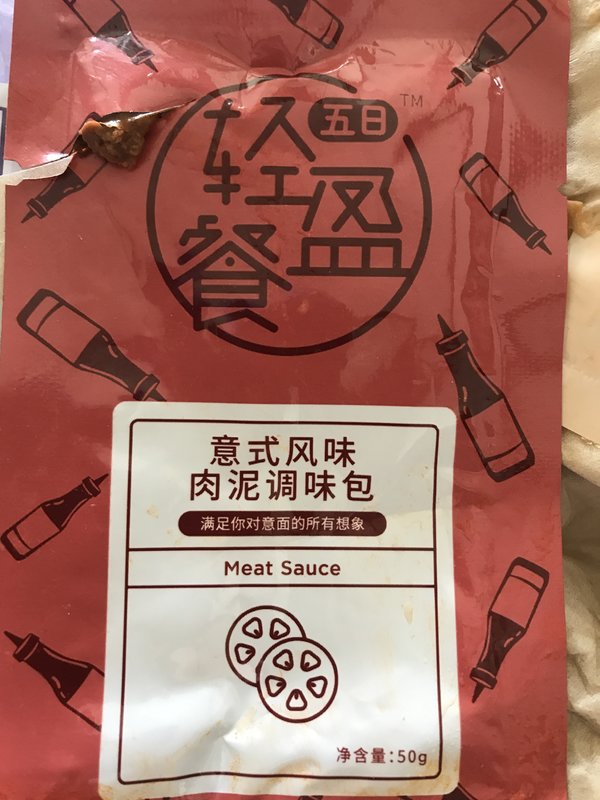 五日
轻盈
餐
TM
意式风味
肉泥调味包
满足你对意面的所有想象
Meat Sauce
净含量:50g